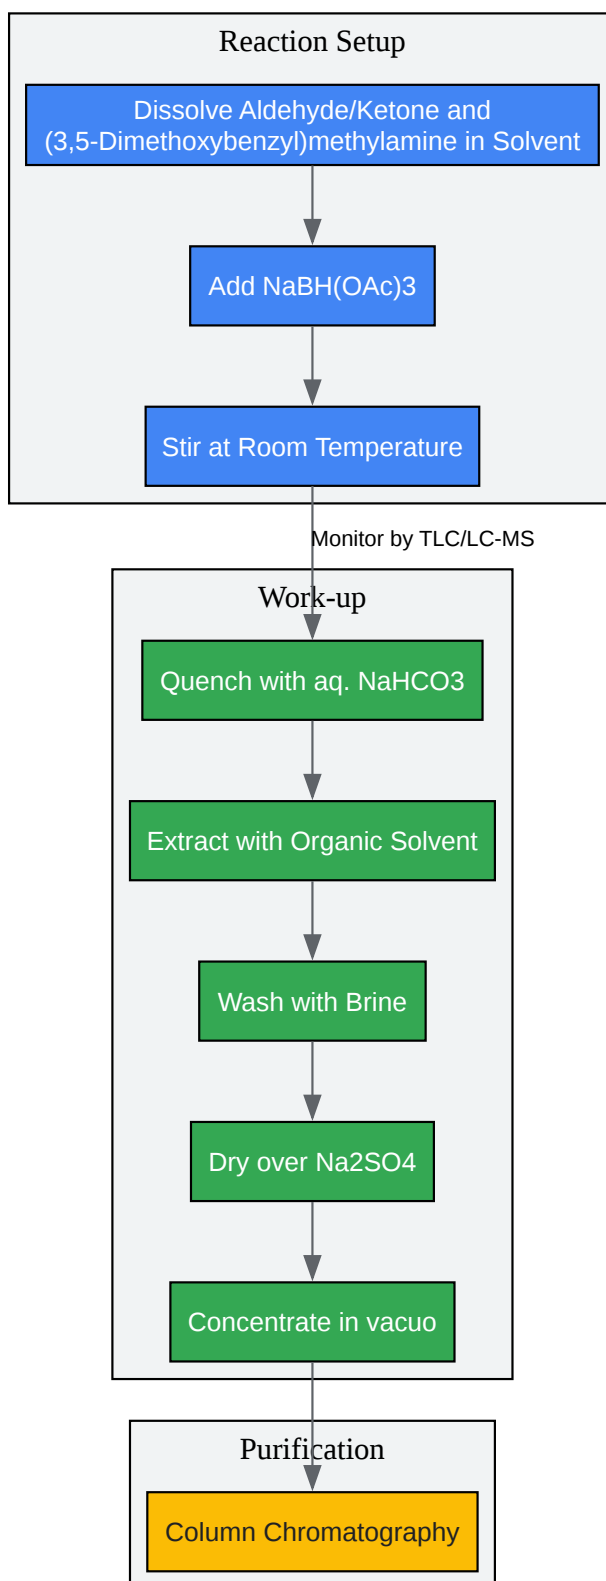 Reaction Setup
Dissolve Aldehyde/Ketone and
(3,5-Dimethoxybenzyl)methylamine in Solvent
Add NaBH(OAc)3
Stir at Room Temperature
Monitor by TLC/LC-MS
Work-up
Quench with aq. NaHCO3
Extract with Organic Solvent
Wash with Brine
Dry over Na2SO4
Concentrate in vacuo
Purification
Column Chromatography